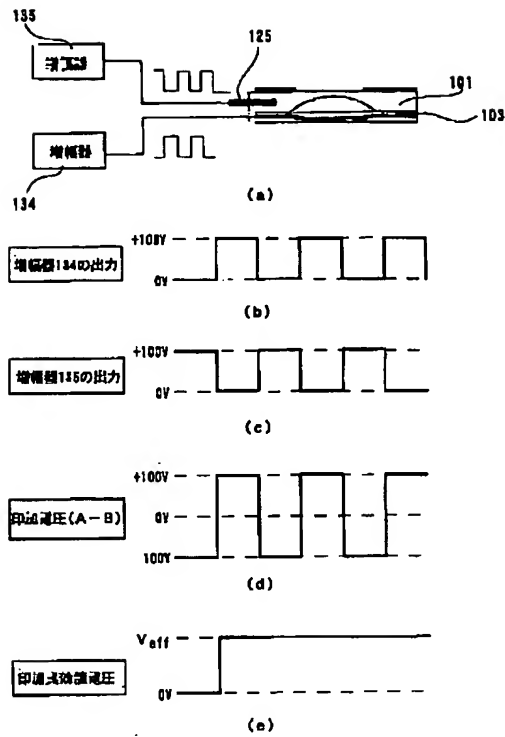 135
125
増幅器
101
103
増幅器
134
(a)
増幅器134の出力
+100V
0V
(b)
増幅器135の出力
+100V
0V
(c)
印加電圧(A－B)
+100V
0V
100V
(d)
印加実効値電圧
Veff
0V
(e)